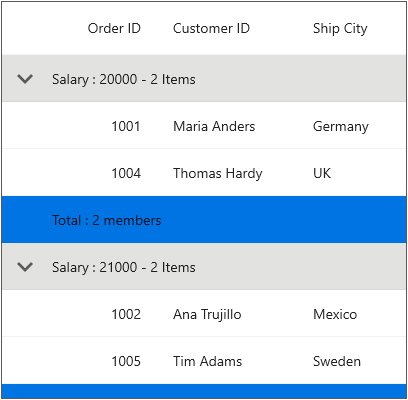 Order ID Customer ID Ship City
Salary : 20000 - 2 Items
1001 Maria Anders Germany
1004 Thomas Hardy UK
Total : 2 members
Salary : 21000 - 2 Items
1002 Ana Trujillo Mexico
1005 Tim Adams Sweden